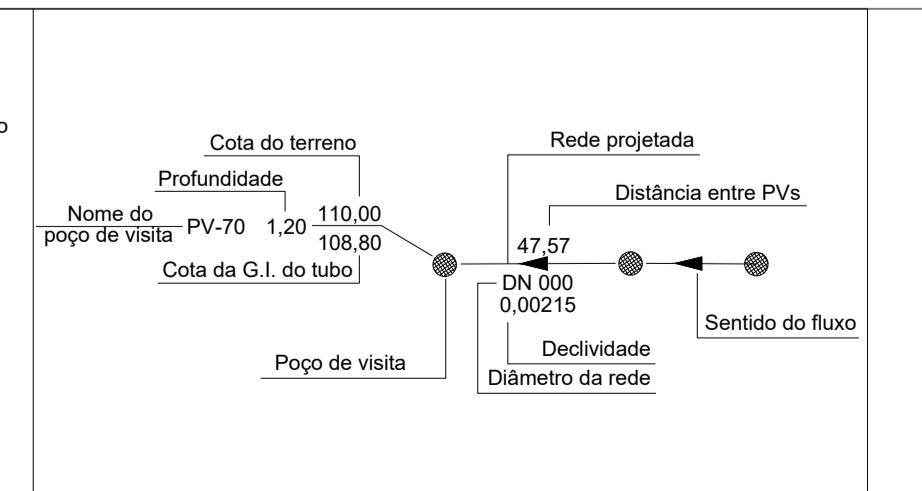 o
Cota do terreno
Rede projetada
Profundidade
Distância entre PVs
Nome do
poço de visita
PV-70
1,20
110,00
108,80
47,57
Cota da G.I. do tubo
DN 000
0,00215
Sentido do fluxo
Poço de visita
Declividade
Diâmetro da rede